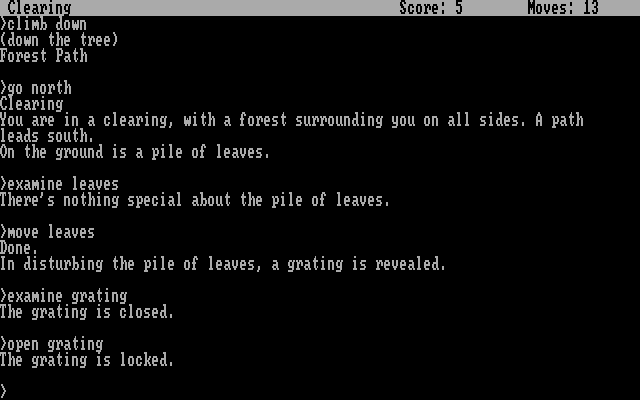 Clearing Score: 5 Moves: 13
>climb down
(down the tree)
Forest Path
>go north
Clearing
You are in a clearing, with a forest surrounding you on all sides. A path
leads south.
On the ground is a pile of leaves.
>examine leaves
There's nothing special about the pile of leaves.
>move leaves
Done.
In disturbing the pile of leaves, a grating is revealed.
>examine grating
The grating is closed.
>open grating
The grating is locked.
>